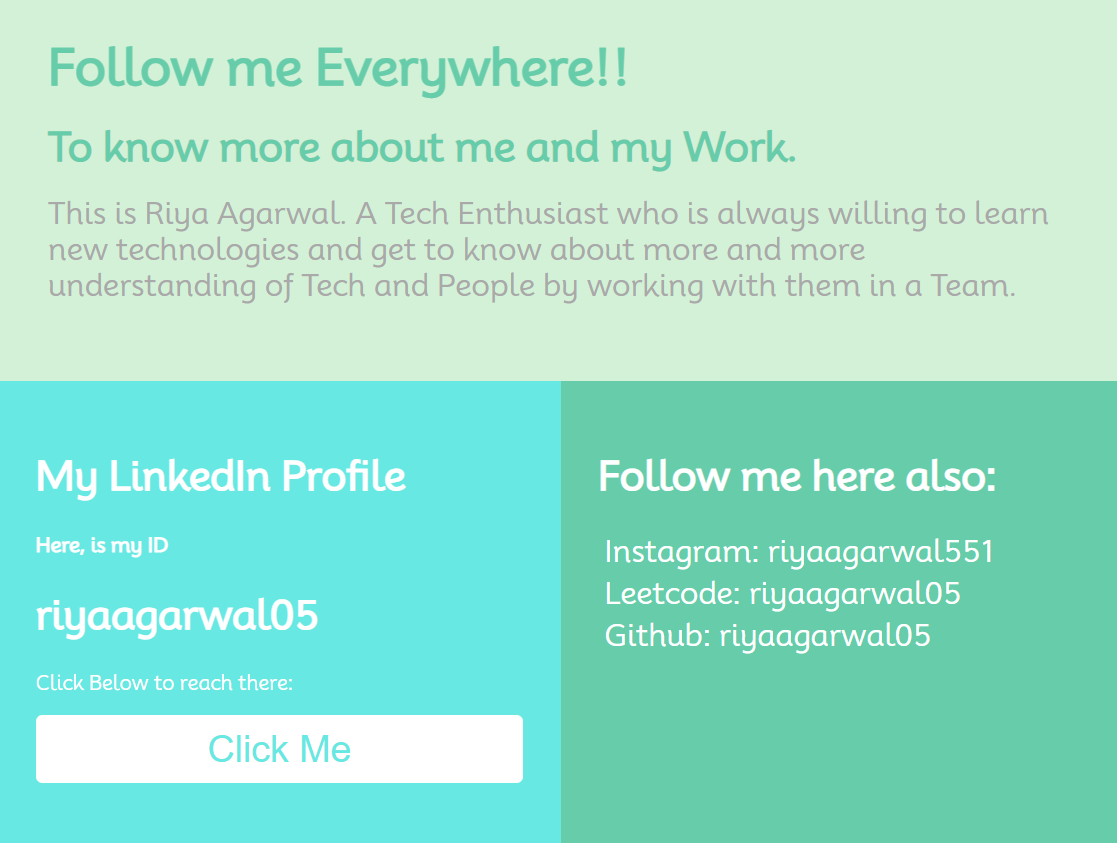 Follow me Everywhere!!
To know more about me and my Work.
This is Riya Agarwal. A Tech Enthusiast who is always willing to learn
new technologies and get to know about more and more
understanding of Tech and People by working with them in a Team.
My LinkedIn Profile
Here, is my ID
riyaagarwal05
Click Below to reach there:
Click Me
Follow me here also:
Instagram: riyaagarwal551
Leetcode: riyaagarwal05
Github: riyaagarwal05